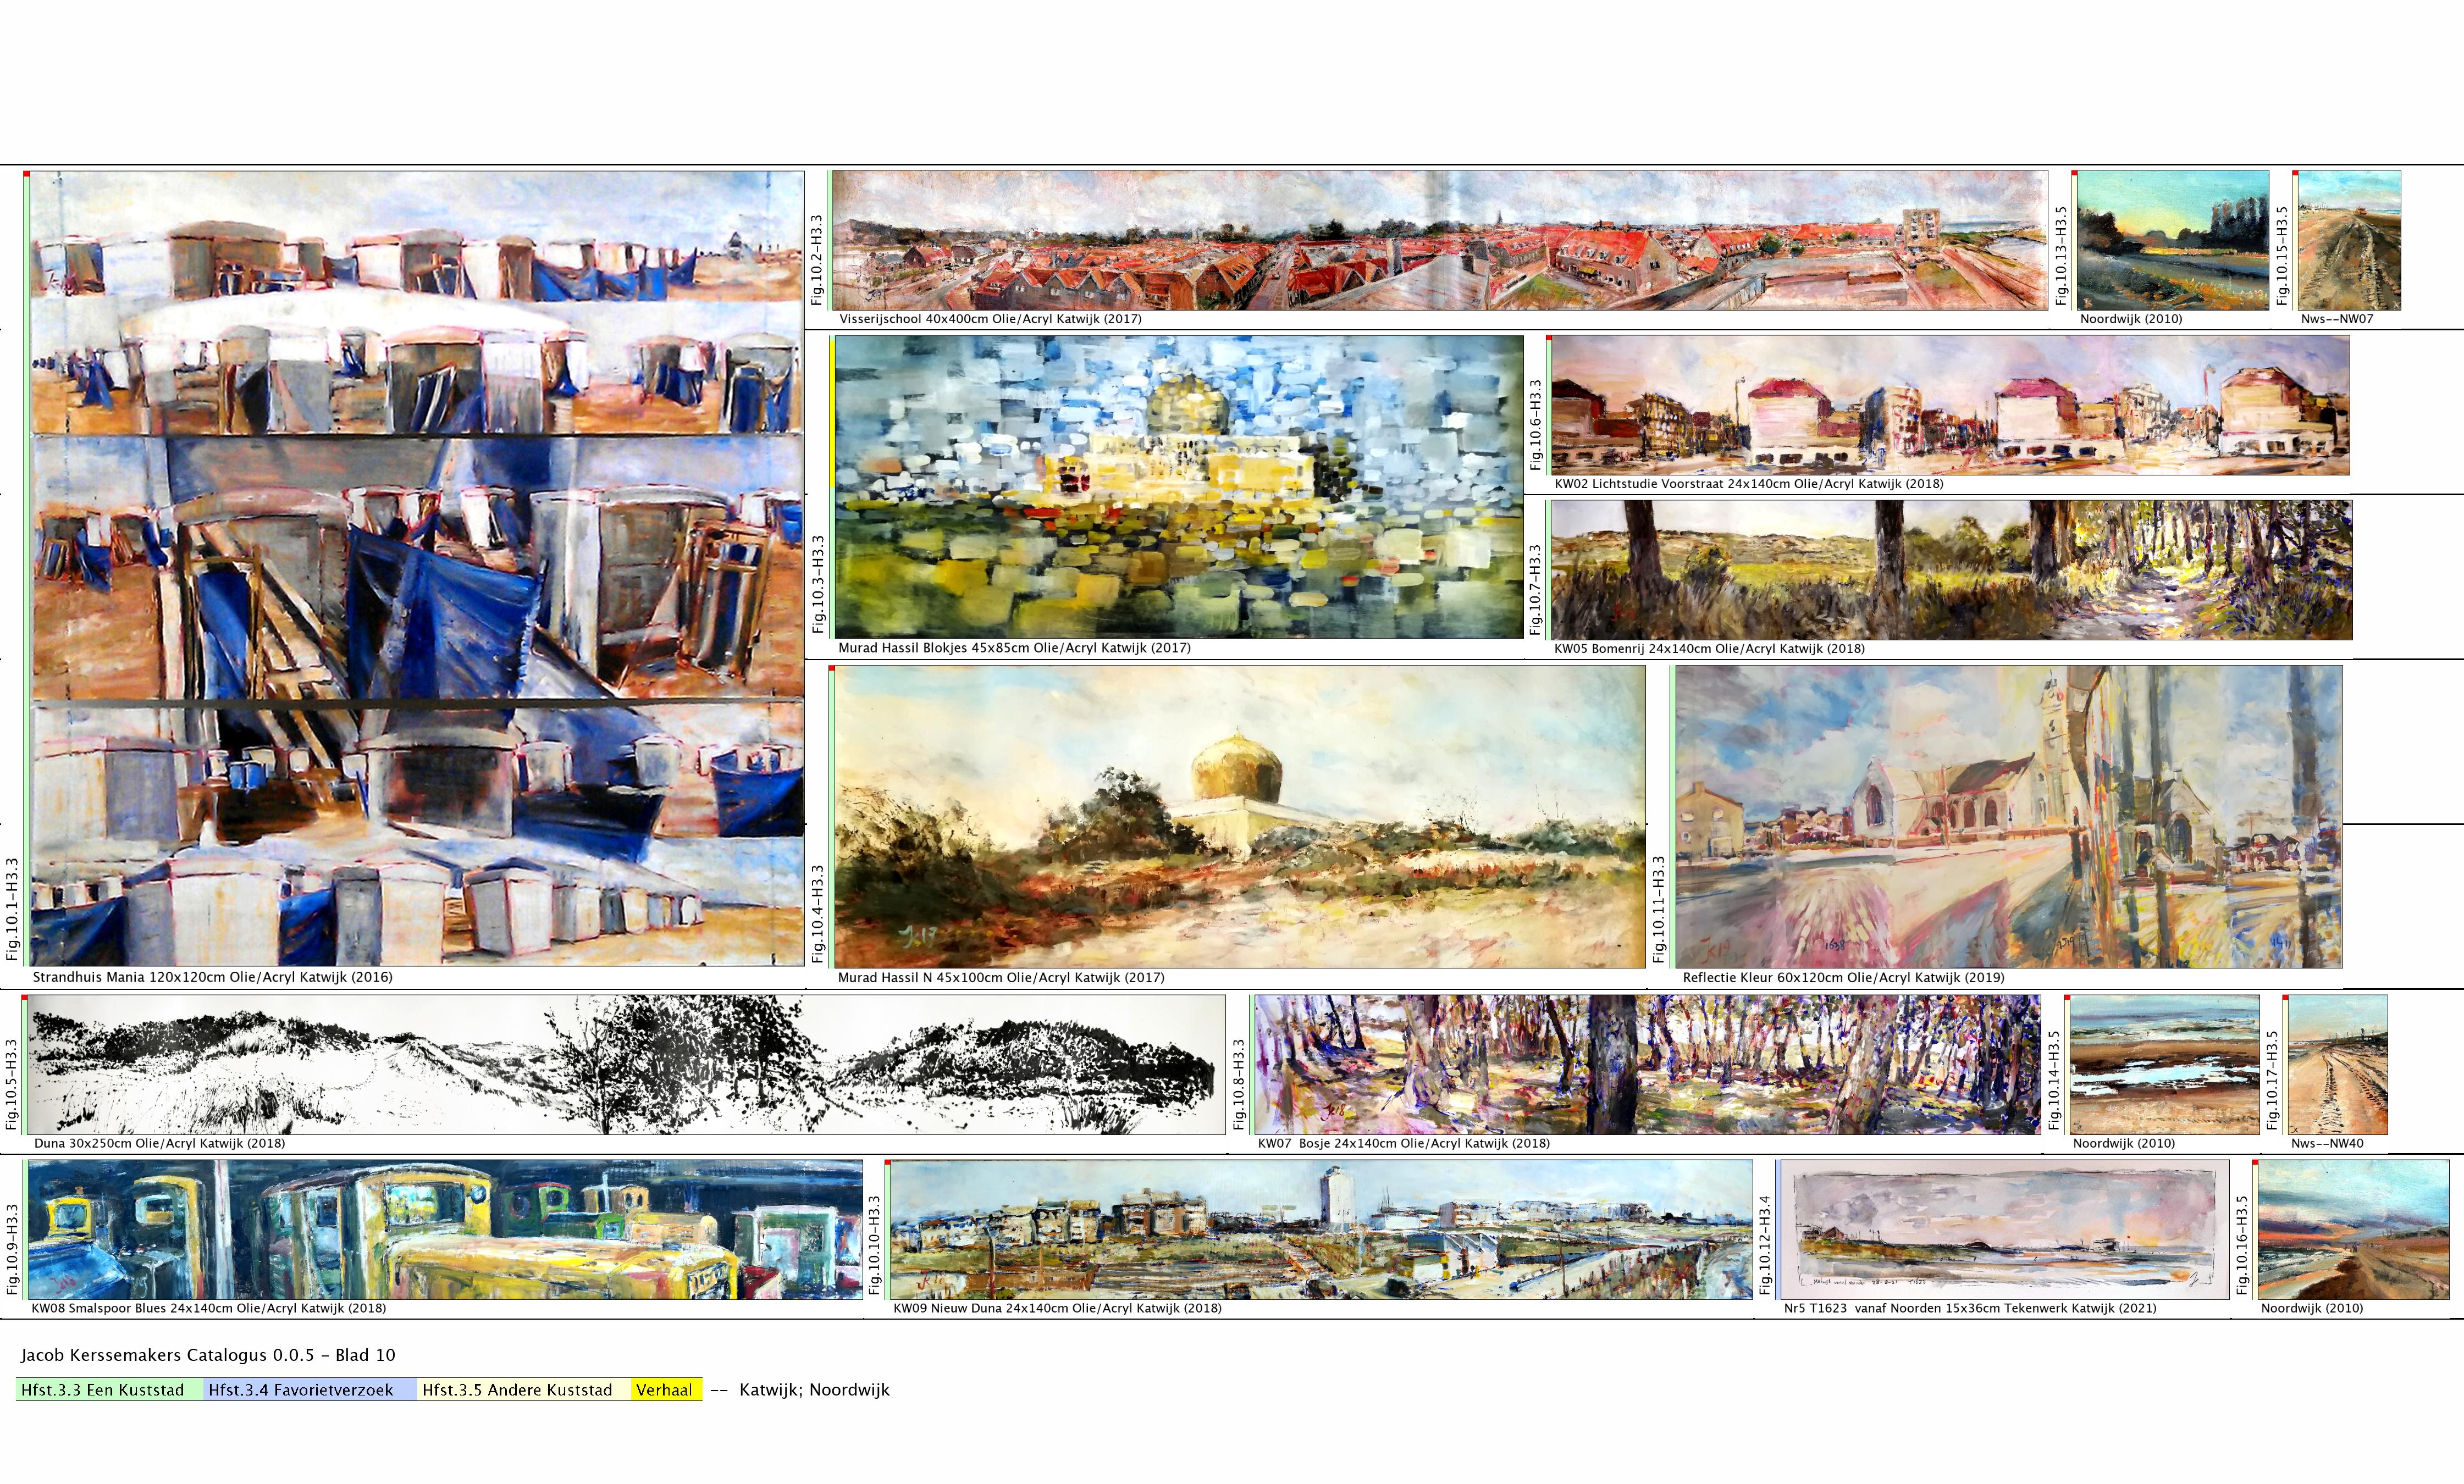 Fig.10.1-H3.3
Strandhuis Mania 120x120cm Olie/Acryl Katwijk (2016)
Fig.10.2-H3.3
Visserijschool 40x400cm Olie/Acryl Katwijk (2017)
Fig.10.13-H3.5
Noordwijk (2010)
Fig.10.15-H3.5
Nws--NW07
Fig.10.3-H3.3
Murad Hassil Blokjes 45x85cm Olie/Acryl Katwijk (2017)
Fig.10.6-H3.3
KW02 Lichtstudie Voorstraat 24x140cm Olie/Acryl Katwijk (2018)
Fig.10.7-H3.3
KW05 Bomenrij 24x140cm Olie/Acryl Katwijk (2018)
Fig.10.4-H3.3
J.17
Murad Hassil N 45x100cm Olie/Acryl Katwijk (2017)
Fig.10.11-H3.3
JK19
1638
Reflectie Kleur 60x120cm Olie/Acryl Katwijk (2019)
Fig.10.5-H3.3
Duna 30x250cm Olie/Acryl Katwijk (2018)
Fig.10.8-H3.3
JK18
KW07  Bosje 24x140cm Olie/Acryl Katwijk (2018)
Fig.10.14-H3.5
Noordwijk (2010)
Fig.10.17-H3.5
Nws--NW40
Fig.10.9-H3.3
KW08 Smalspoor Blues 24x140cm Olie/Acryl Katwijk (2018)
Fig.10.10-H3.3
KW09 Nieuw Duna 24x140cm Olie/Acryl Katwijk (2018)
Fig.10.12-H3.4
Nr5 T1623  vanaf Noorden 15x36cm Tekenwerk Katwijk (2021)
Fig.10.16-H3.5
Noordwijk (2010)
Jacob Kerssemakers Catalogus 0.0.5 - Blad 10
Hfst.3.3 Een Kuststad Hfst.3.4 Favorietverzoek Hfst.3.5 Andere Kuststad Verhaal -- Katwijk; Noordwijk